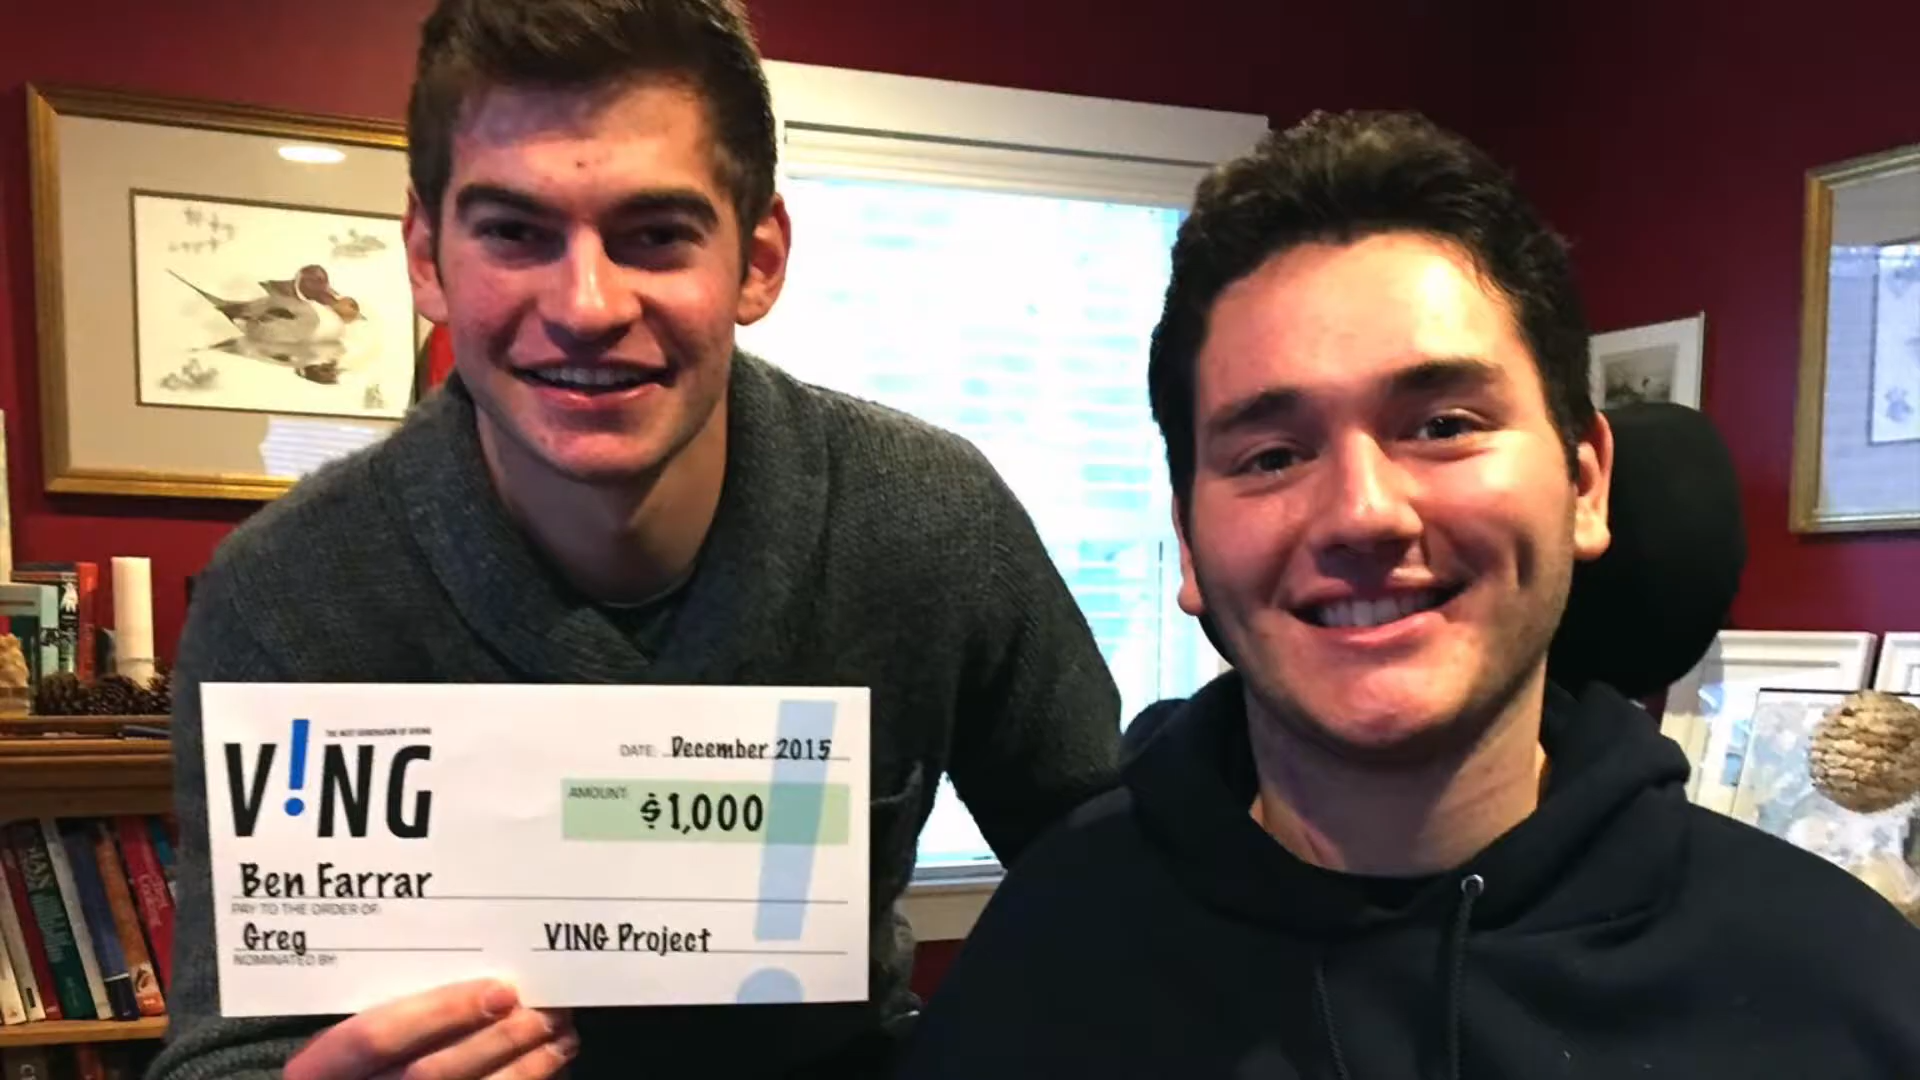 THE NEXT GENERATION OF GIVING
V!NG
DATE: December 2015
AMOUNT: $1,000
Ben Farrar
PAY TO THE ORDER OF:
Greg
VING Project
NOMINATED BY: